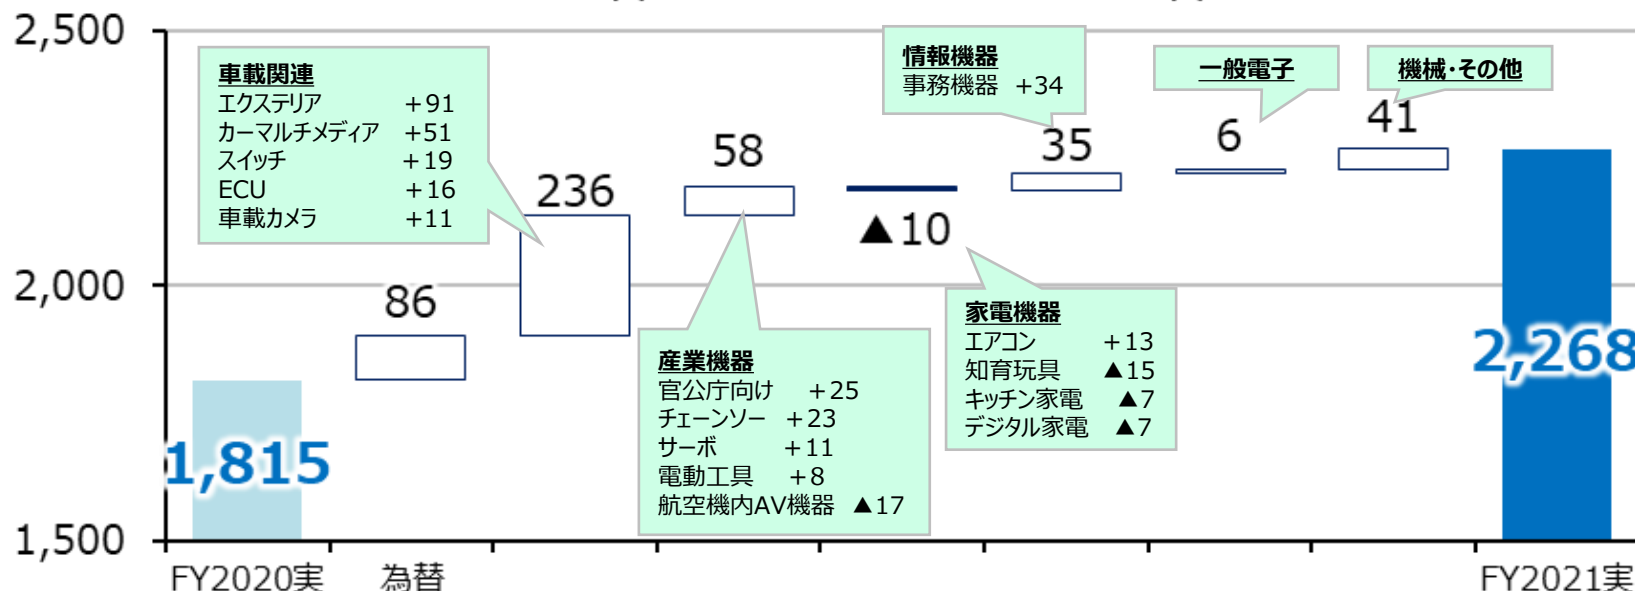 2,500
2,000
1,500
車載関連
エクステリア +91
カーマルチメディア +51
スイッチ +19
ECU +16
車載カメラ +11
情報機器
事務機器 +34
一般電子
機械・その他
86
236
58
▲10
35
6
41
産業機器
官公庁向け +25
チェーンソー +23
サーボ +11
電動工具 +8
航空機内AV機器 ▲17
家電機器
エアコン +13
知育玩具 ▲15
キッチン家電 ▲7
デジタル家電 ▲7
1,815
2,268
FY2020実
為替
FY2021実